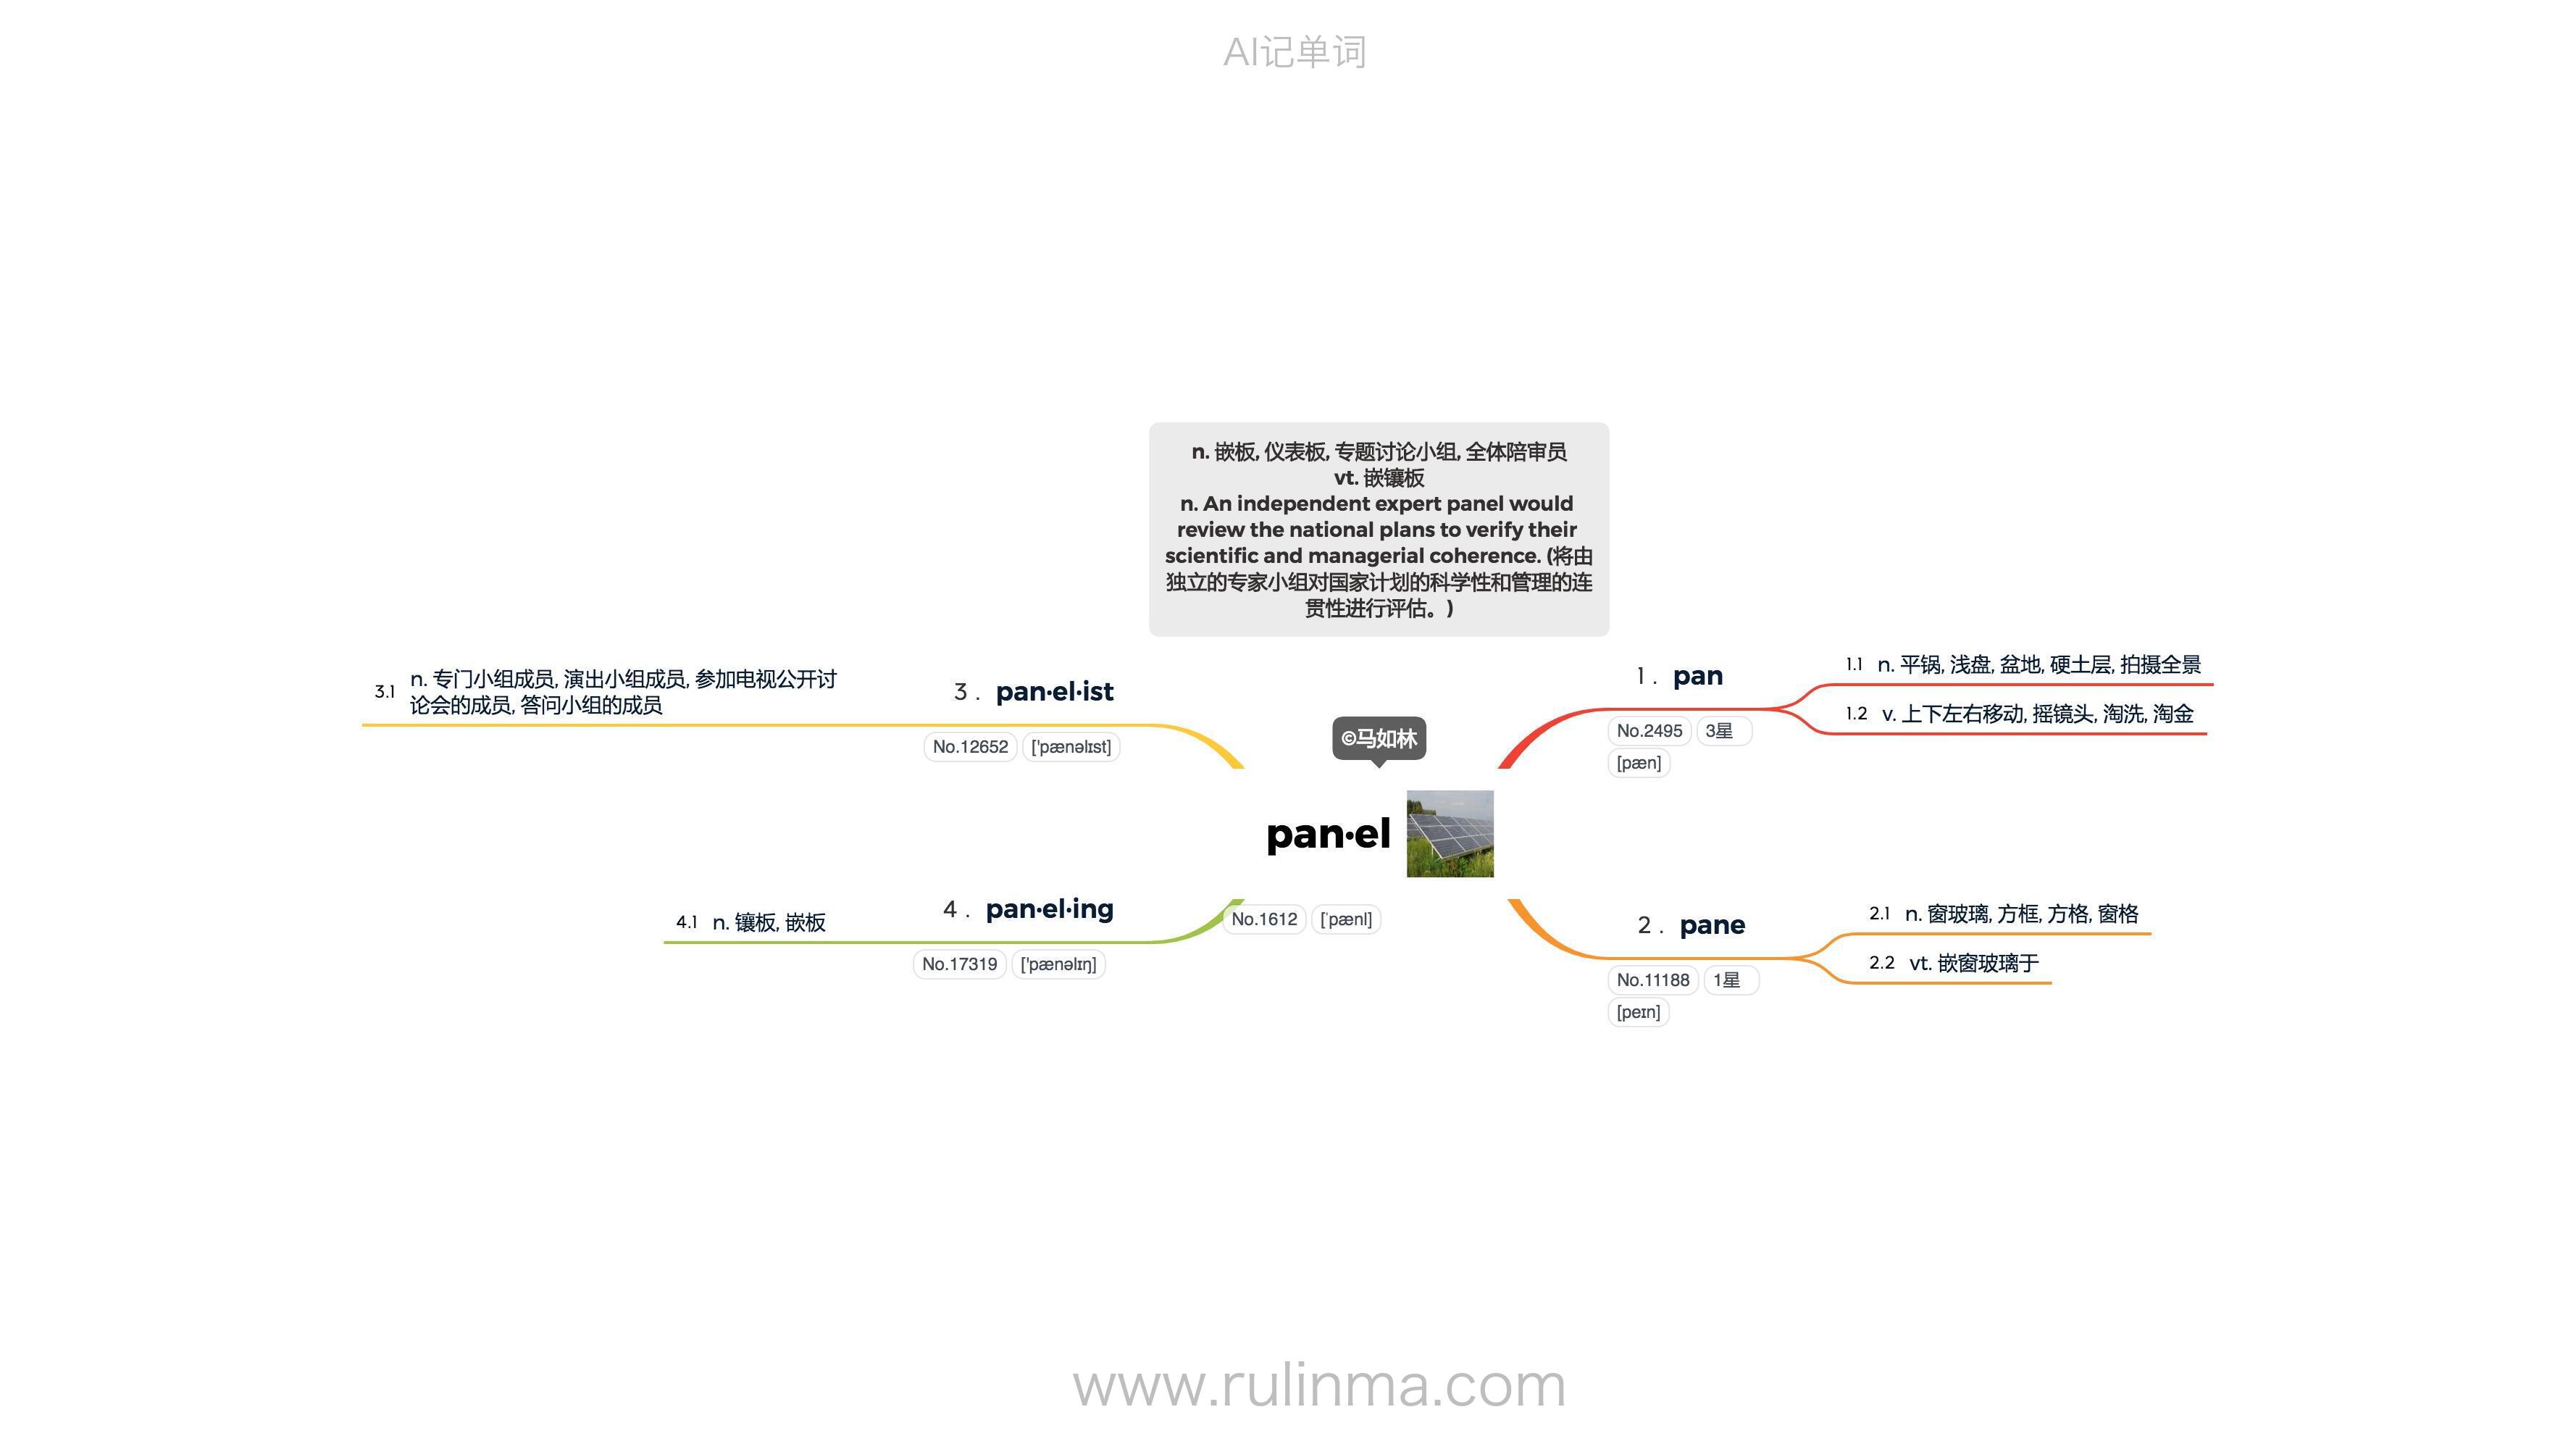 AI记单词
n. 嵌板, 仪表板, 专题讨论小组, 全体陪审员
vt. 嵌镶板
n. An independent expert panel would
review the national plans to verify their
scientific and managerial coherence. (将由
独立的专家小组对国家计划的科学性和管理的连
贯性进行评估。)
©马如林
pan·el
No.1612 [ˈpænl]
1 . pan
No.2495 3星
[pæn]
1.1 n. 平锅, 浅盘, 盆地, 硬土层, 拍摄全景
1.2 v. 上下左右移动, 摇镜头, 淘洗, 淘金
2 . pane
No.11188 1星
[peɪn]
2.1 n. 窗玻璃, 方框, 方格, 窗格
2.2 vt. 嵌窗玻璃于
3 . pan·el·ist
No.12652 ['pænəlɪst]
3.1 n. 专门小组成员, 演出小组成员, 参加电视公开讨
论会的成员, 答问小组的成员
4 . pan·el·ing
No.17319 ['pænəlɪŋ]
4.1 n. 镶板, 嵌板
www.rulinma.com